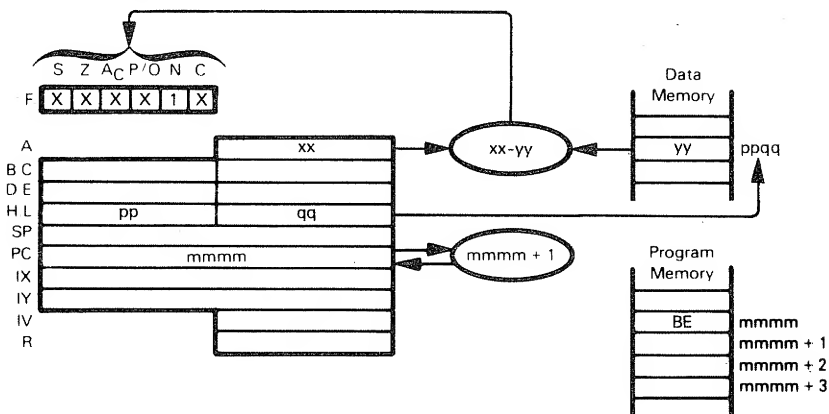 S Z AC P/O N C
F X X X X 1 X
Data
Memory
A xx
xx-yy
yy ppqq
B C
D E
H L pp qq
SP
PC mmmm
mmmm + 1
IX
IY
IV
R
Program
Memory
BE mmmm
mmmm + 1
mmmm + 2
mmmm + 3